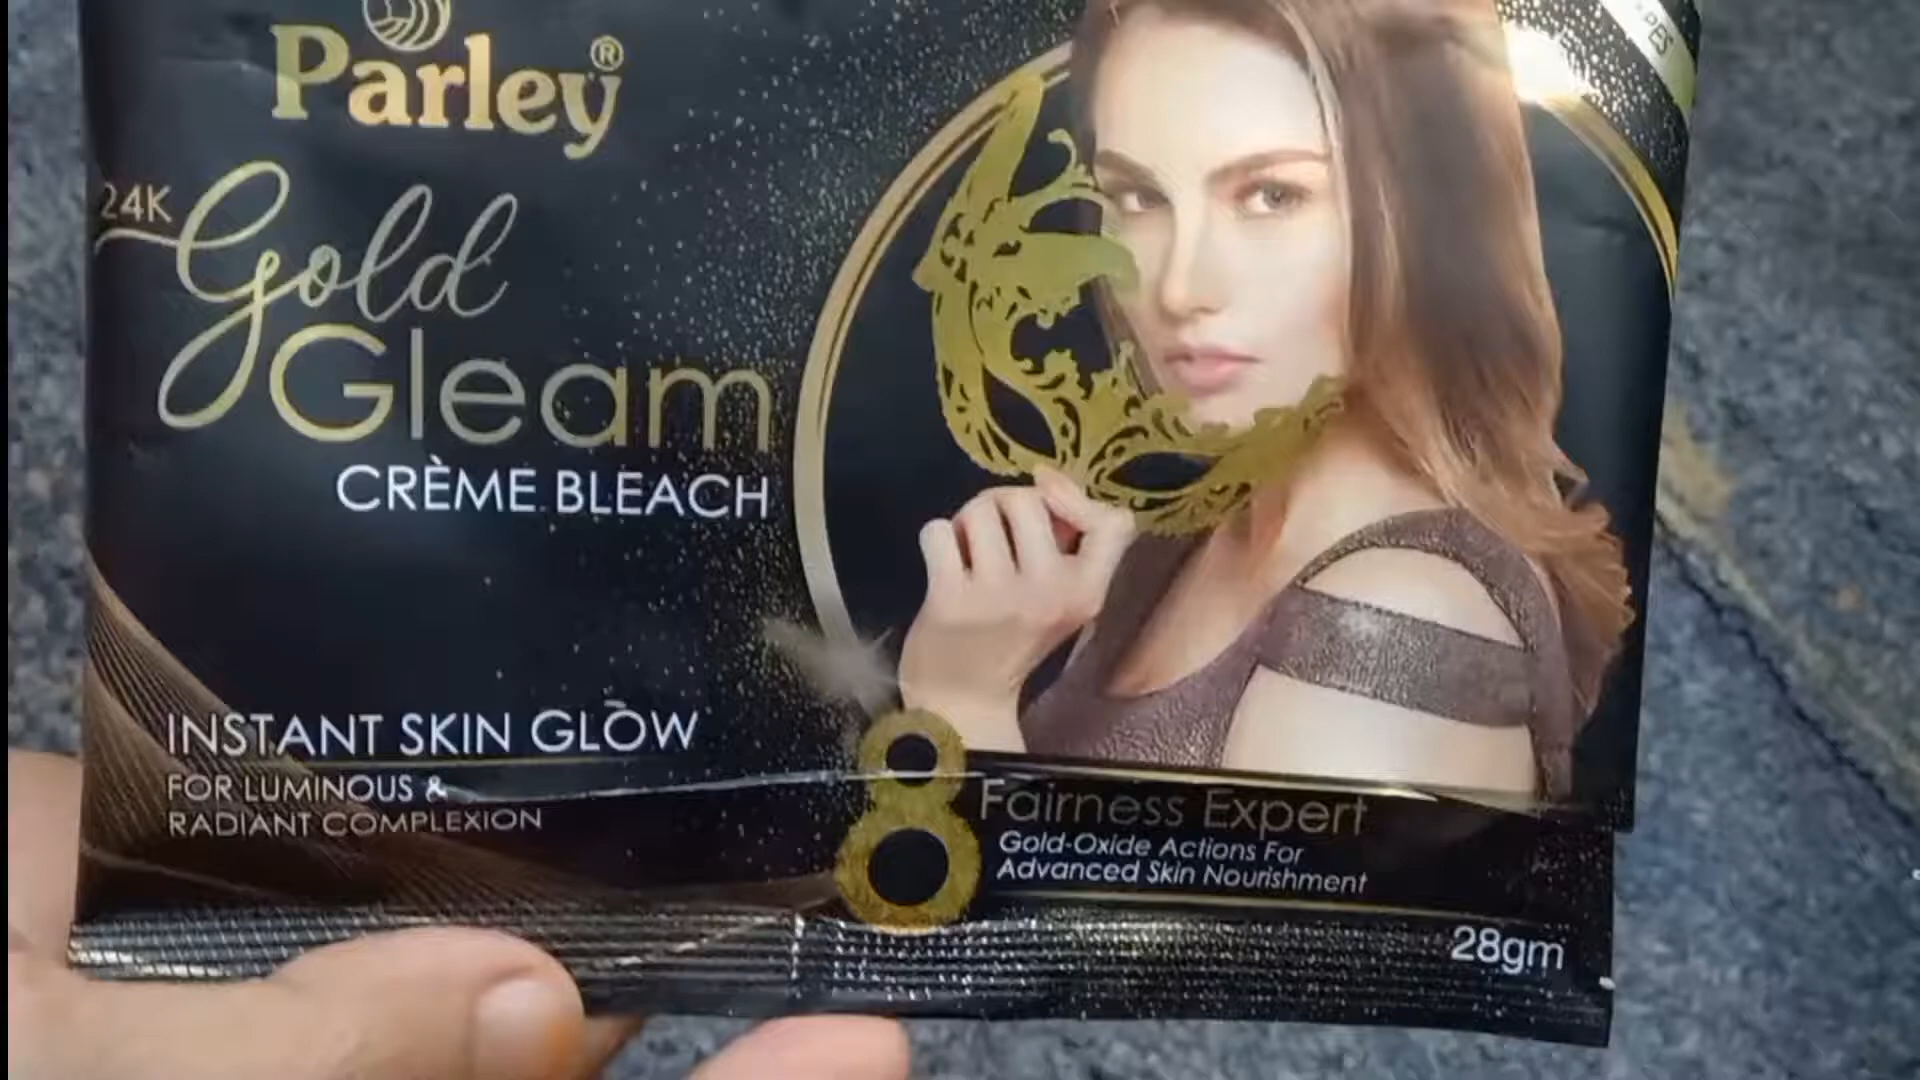 Parley®
24K Gold
Gleam
CRÈME BLEACH
INSTANT SKIN GLOW
FOR LUMINOUS &
RADIANT COMPLEXION
8 Fairness Expert
Gold-Oxide Actions For
Advanced Skin Nourishment
28gm